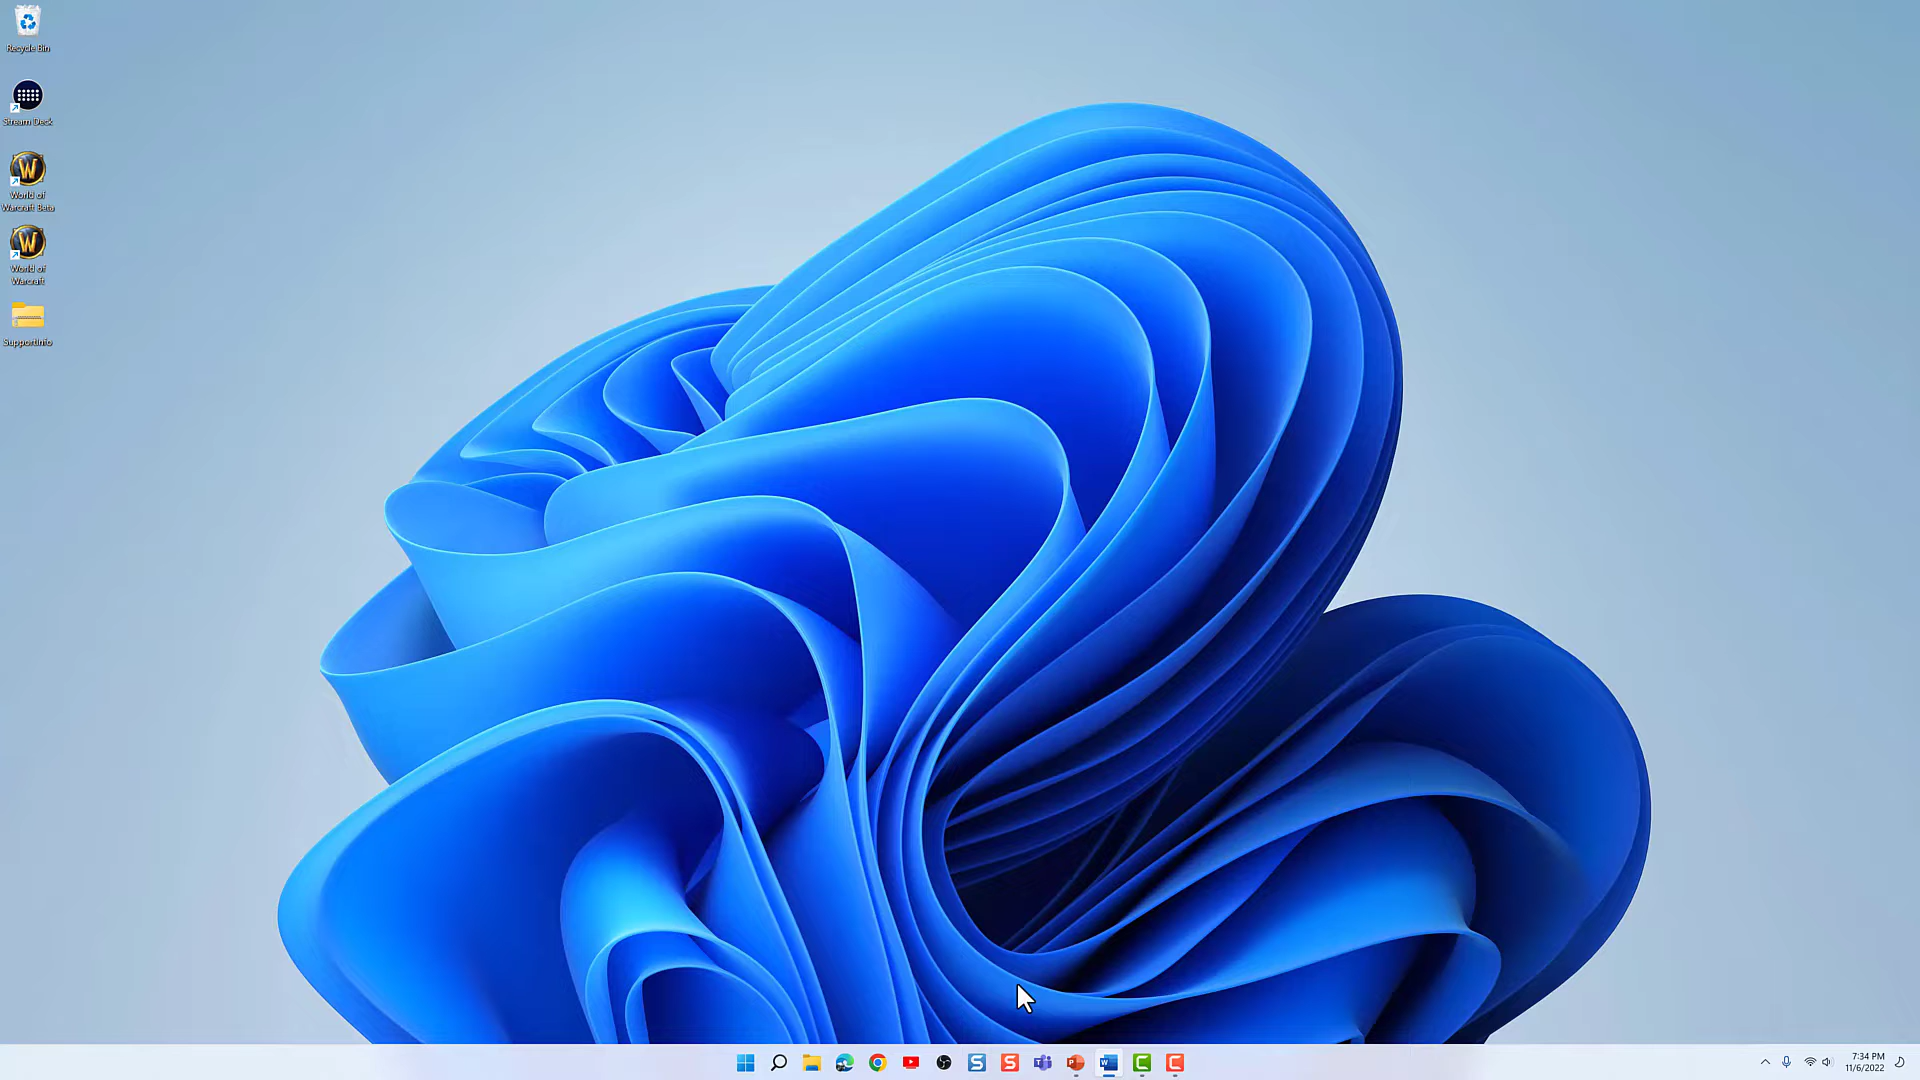 Recycle Bin
Stream Deck
World of
Warcraft Beta
World of
Warcraft
SupportInfo
7:34 PM
11/6/2022